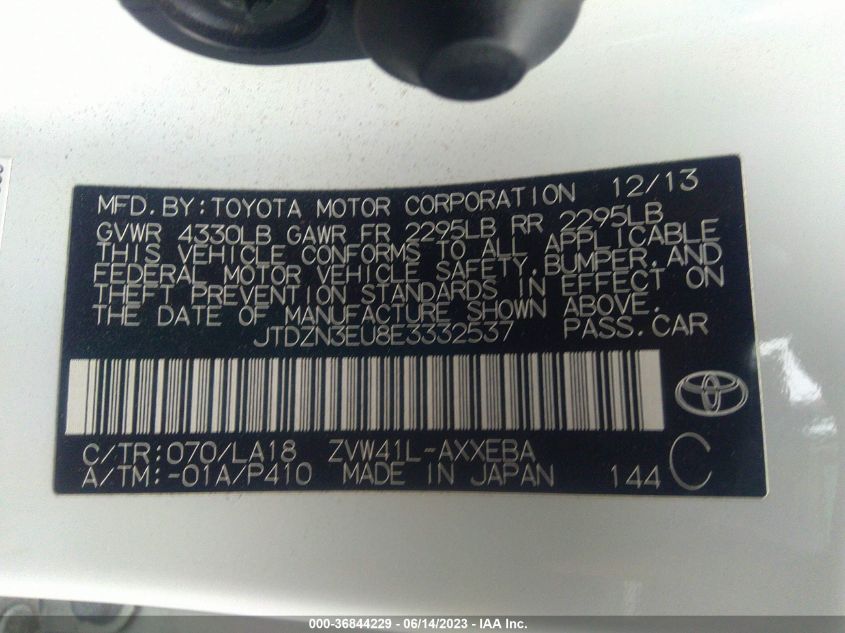 MFD. BY: TOYOTA MOTOR CORPORATION 12/13
GVWR 4330LB GAWR FR 2295LB RR 2295LB
THIS VEHICLE CONFORMS TO ALL APPLICABLE
FEDERAL MOTOR VEHICLE SAFETY, BUMPER, AND
THEFT PREVENTION STANDARDS IN EFFECT ON
THE DATE OF MANUFACTURE SHOWN ABOVE.
JTDZN3EU8E3332537 PASS. CAR
C/TR: 070/LA18 ZVW41L-AXXEBA
A/TM: -01A/P410 MADE IN JAPAN 144 C
000-36844229 - 06/14/2023 - IAA Inc.